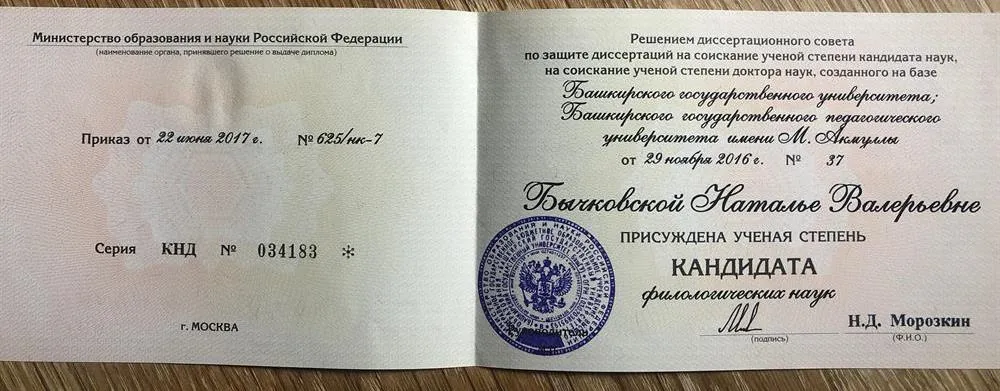 Министерство образования и науки Российской Федерации
(наименование органа, принявшего решение о выдаче диплома)
Приказ от 22 июня 2017 г. № 625/нк-7
Серия КНД № 034183 *
г. МОСКВА
Решением диссертационного совета
по защите диссертаций на соискание ученой степени кандидата наук,
на соискание ученой степени доктора наук, созданного на базе
Башкирского государственного университета;
Башкирского государственного педагогического
университета имени М. Акмуллы
от 29 ноября 2016 г. № 37
Бычковской Наталье Валерьевне
ПРИСУЖДЕНА УЧЕНАЯ СТЕПЕНЬ
КАНДИДАТА
филологических наук
Руководитель
Н.Д. Морозкин
(подпись) (Ф.И.О.)